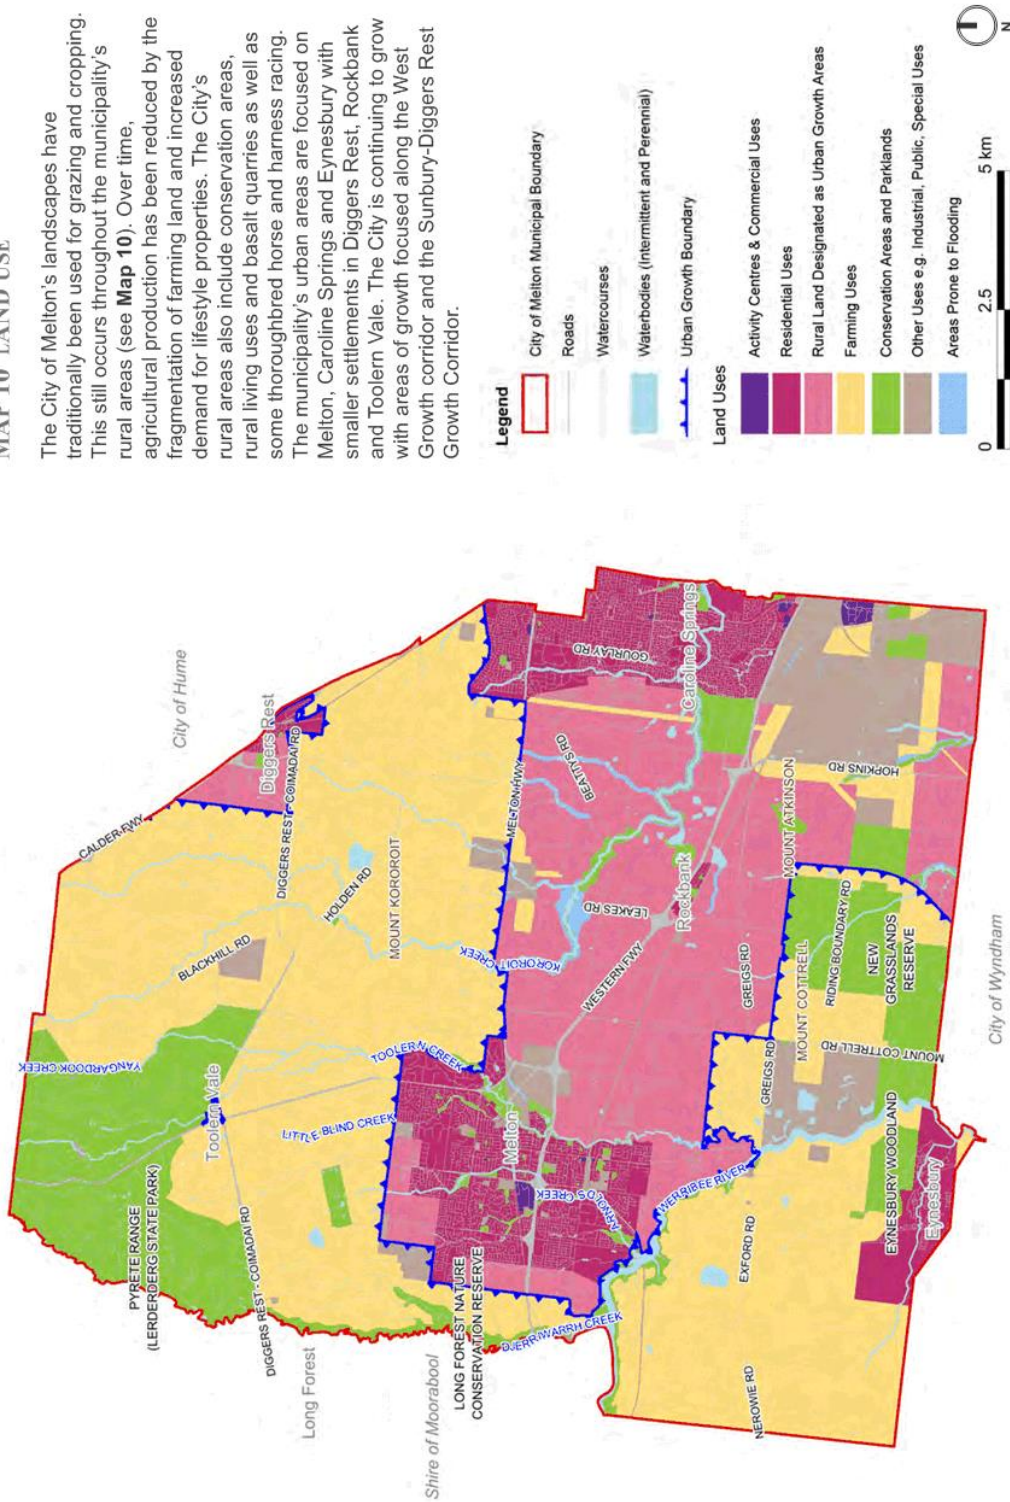 MAP 10 LAND USE
The City of Melton's landscapes have
traditionally been used for grazing and cropping.
This still occurs throughout the municipality's
rural areas (see Map 10). Over time,
agricultural production has been reduced by the
fragmentation of farming land and increased
demand for lifestyle properties. The City's
rural areas also include conservation areas,
rural living uses and basalt quarries as well as
some thoroughbred horse and harness racing.
The municipality's urban areas are focused on
Melton, Caroline Springs and Eynesbury with
smaller settlements in Diggers Rest, Rockbank
and Toolern Vale. The City is continuing to grow
with areas of growth focused along the West
Growth corridor and the Sunbury-Diggers Rest
Growth Corridor.
Legend
City of Melton Municipal Boundary
Roads
Watercourses
Waterbodies (Intermittent and Perennial)
Urban Growth Boundary
Land Uses
Activity Centres & Commercial Uses
Residential Uses
Rural Land Designated as Urban Growth Areas
Farming Uses
Conservation Areas and Parklands
Other Uses e.g. Industrial, Public, Special Uses
Areas Prone to Flooding
0 2.5 5 km
N
YANGARDOOK CREEK
PYRETE RANGE
(LERDERDERG STATE PARK)
CALDER FWY
City of Hume
BLACKHILL RD
Toolern Vale
Diggers Rest
DIGGERS REST - COIMADAI RD
DIGGERS REST - COIMADAI RD
Long Forest
HOLDEN RD
LITTLE BLIND CREEK
MOUNT KOROROIT
TOOLERN CREEK
Shire of Moorabool
LONG FOREST NATURE
CONSERVATION RESERVE
DJERRIWARRH CREEK
Melton
KOROROIT CREEK
MELTON HWY
ARNOLDS CREEK
BEATTYS RD
GOURLAY RD
LEAKES RD
WESTERN FWY
Rockbank
Caroline Springs
WERRIBEE RIVER
EXFORD RD
NEROWIE RD
GREIGS RD
GREIGS RD
MOUNT ATKINSON
MOUNT COTTRELL
RIDING BOUNDARY RD
MOUNT COTTRELL RD
HOPKINS RD
NEW
GRASSLANDS
RESERVE
EYNESBURY WOODLAND
Eynesbury
City of Wyndham